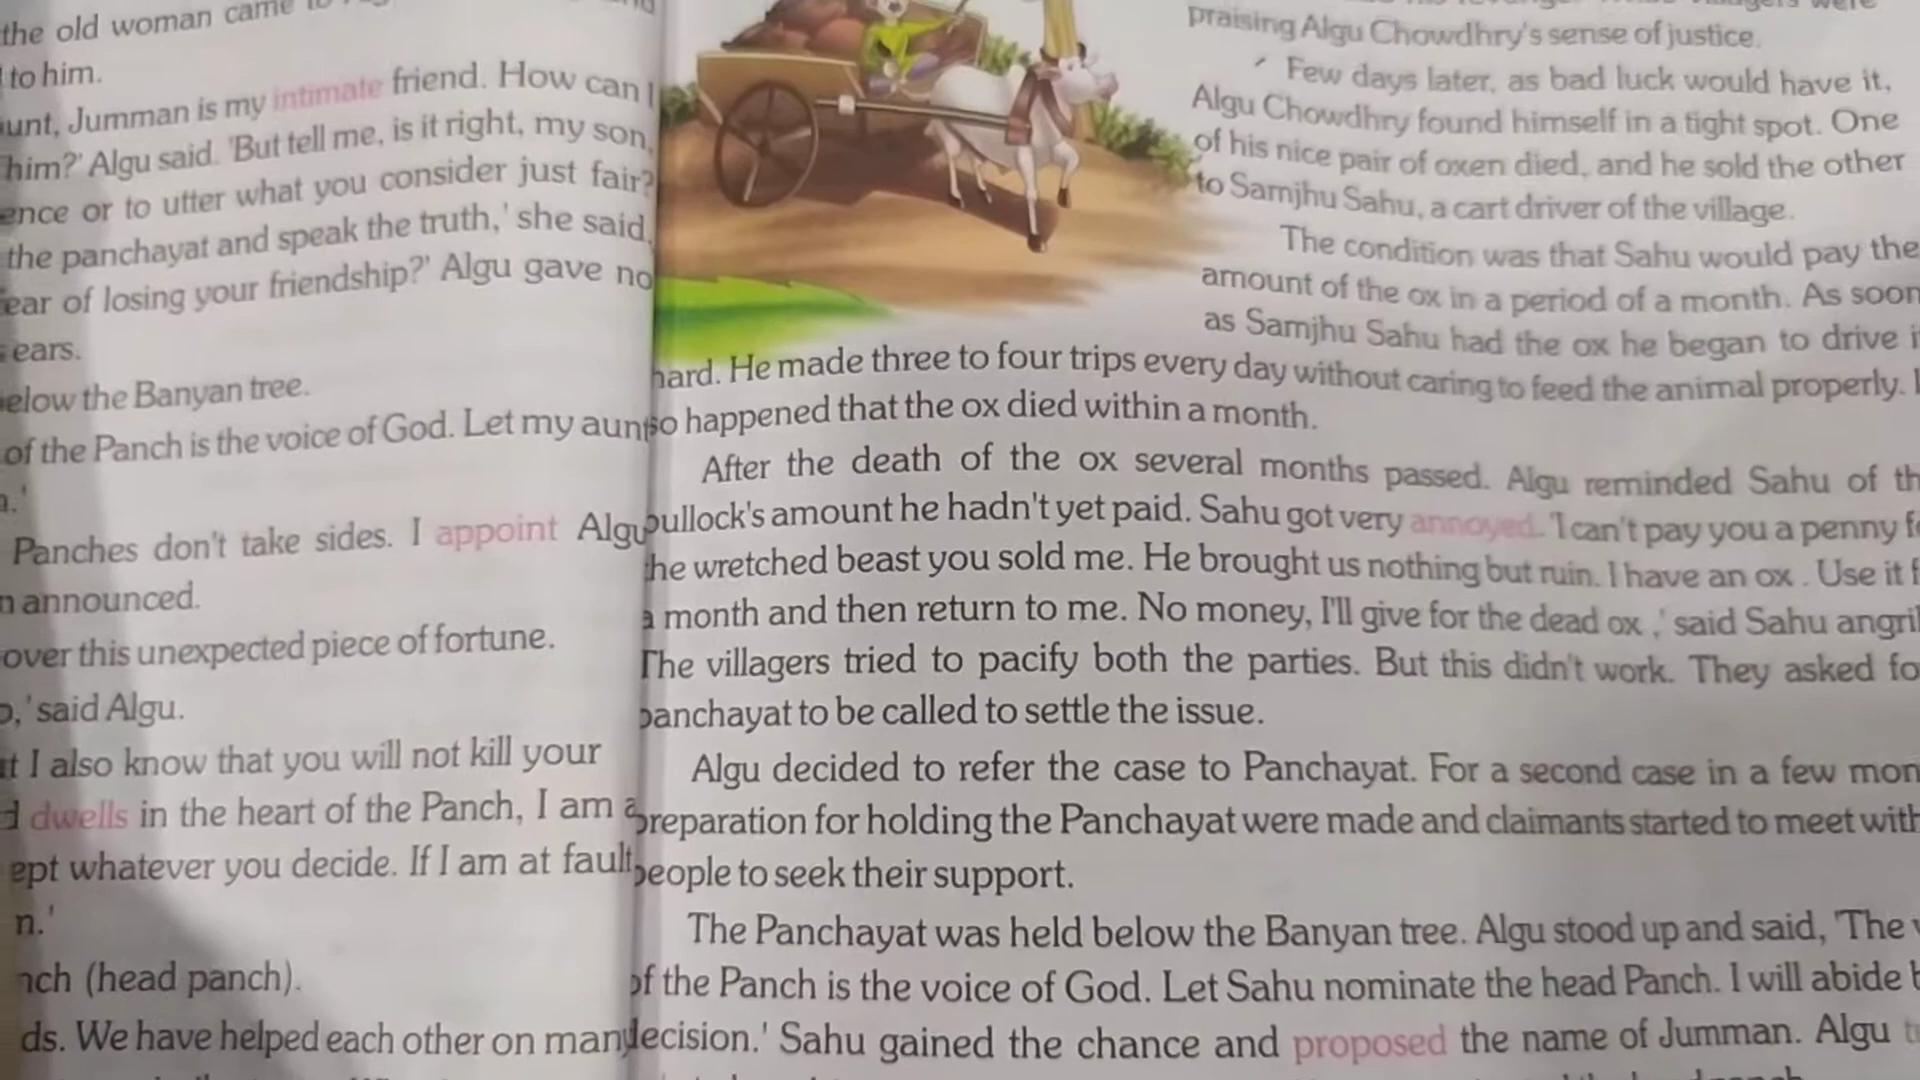 the old woman came
to him.
Jumman is my intimate friend. How can I
him?' Algu said. 'But tell me, is it right, my son,
or to utter what you consider just fair?
the panchayat and speak the truth,' she said.
of losing your friendship?' Algu gave no
ears.
the Banyan tree.
of the Panch is the voice of God. Let my aunt
Panches don't take sides. I appoint Algu
announced.
over this unexpected piece of fortune.
said Algu.
I also know that you will not kill your
dwells in the heart of the Panch, I am a
whatever you decide. If I am at fault
n.'
(head panch).
We have helped each other on many
praising Algu Chowdhry's sense of justice.
Few days later, as bad luck would have it,
Algu Chowdhry found himself in a tight spot. One
of his nice pair of oxen died, and he sold the other
to Samjhu Sahu, a cart driver of the village.
The condition was that Sahu would pay the
amount of the ox in a period of a month. As soon
as Samjhu Sahu had the ox he began to drive
hard. He made three to four trips every day without caring to feed the animal properly.
so happened that the ox died within a month.
After the death of the ox several months passed. Algu reminded Sahu of
bullock's amount he hadn't yet paid. Sahu got very annoyed. 'I can't pay you a penny
the wretched beast you sold me. He brought us nothing but ruin. I have an ox . Use it
a month and then return to me. No money, I'll give for the dead ox ,' said Sahu
The villagers tried to pacify both the parties. But this didn't work. They asked
panchayat to be called to settle the issue.
Algu decided to refer the case to Panchayat. For a second case in a few
preparation for holding the Panchayat were made and claimants started to meet
people to seek their support.
The Panchayat was held below the Banyan tree. Algu stood up and said, 'The
of the Panch is the voice of God. Let Sahu nominate the head Panch. I will abide
decision.' Sahu gained the chance and proposed the name of Jumman. Algu